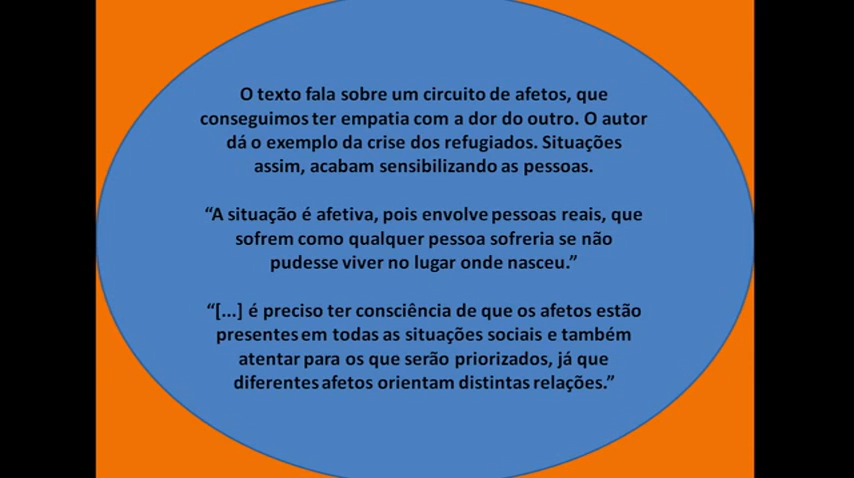 O texto fala sobre um circuito de afetos, que
conseguimos ter empatia com a dor do outro. O autor
dá o exemplo da crise dos refugiados. Situações
assim, acabam sensibilizando as pessoas.
“A situação é afetiva, pois envolve pessoas reais, que
sofrem como qualquer pessoa sofreria se não
pudesse viver no lugar onde nasceu.”
“[...] é preciso ter consciência de que os afetos estão
presentes em todas as situações sociais e também
atentar para os que serão priorizados, já que
diferentes afetos orientam distintas relações.”